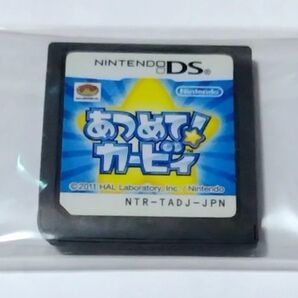 NINTENDO DS
Nintendo
あつめて!
カービィ
©2011 HAL Laboratory, Inc. / Nintendo
NTR-TADJ-JPN